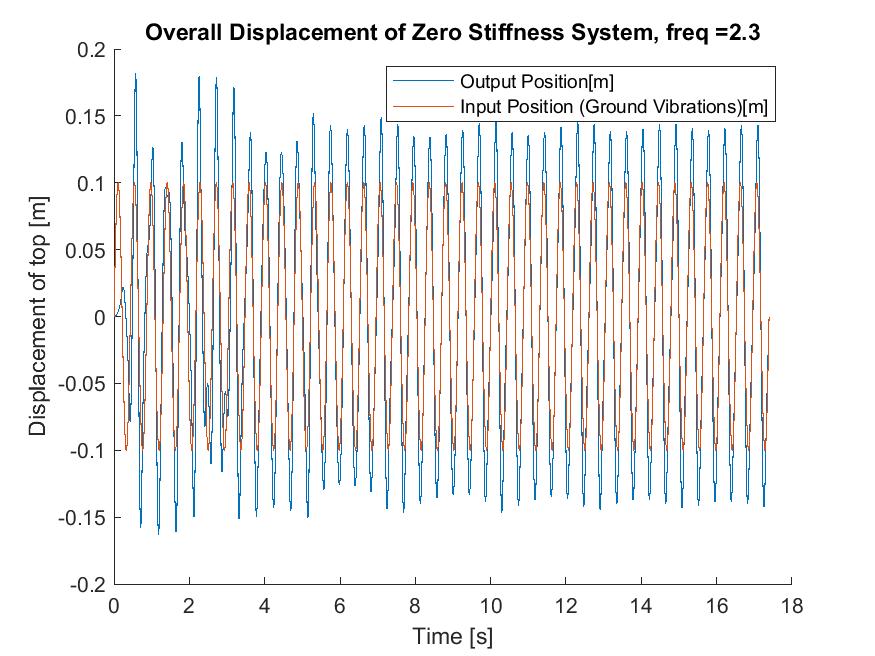 Overall Displacement of Zero Stiffness System, freq =2.3
Output Position[m]
Input Position (Ground Vibrations)[m]
0.2
0.15
0.1
0.05
0
-0.05
-0.1
-0.15
-0.2
Displacement of top [m]
0 2 4 6 8 10 12 14 16 18
Time [s]